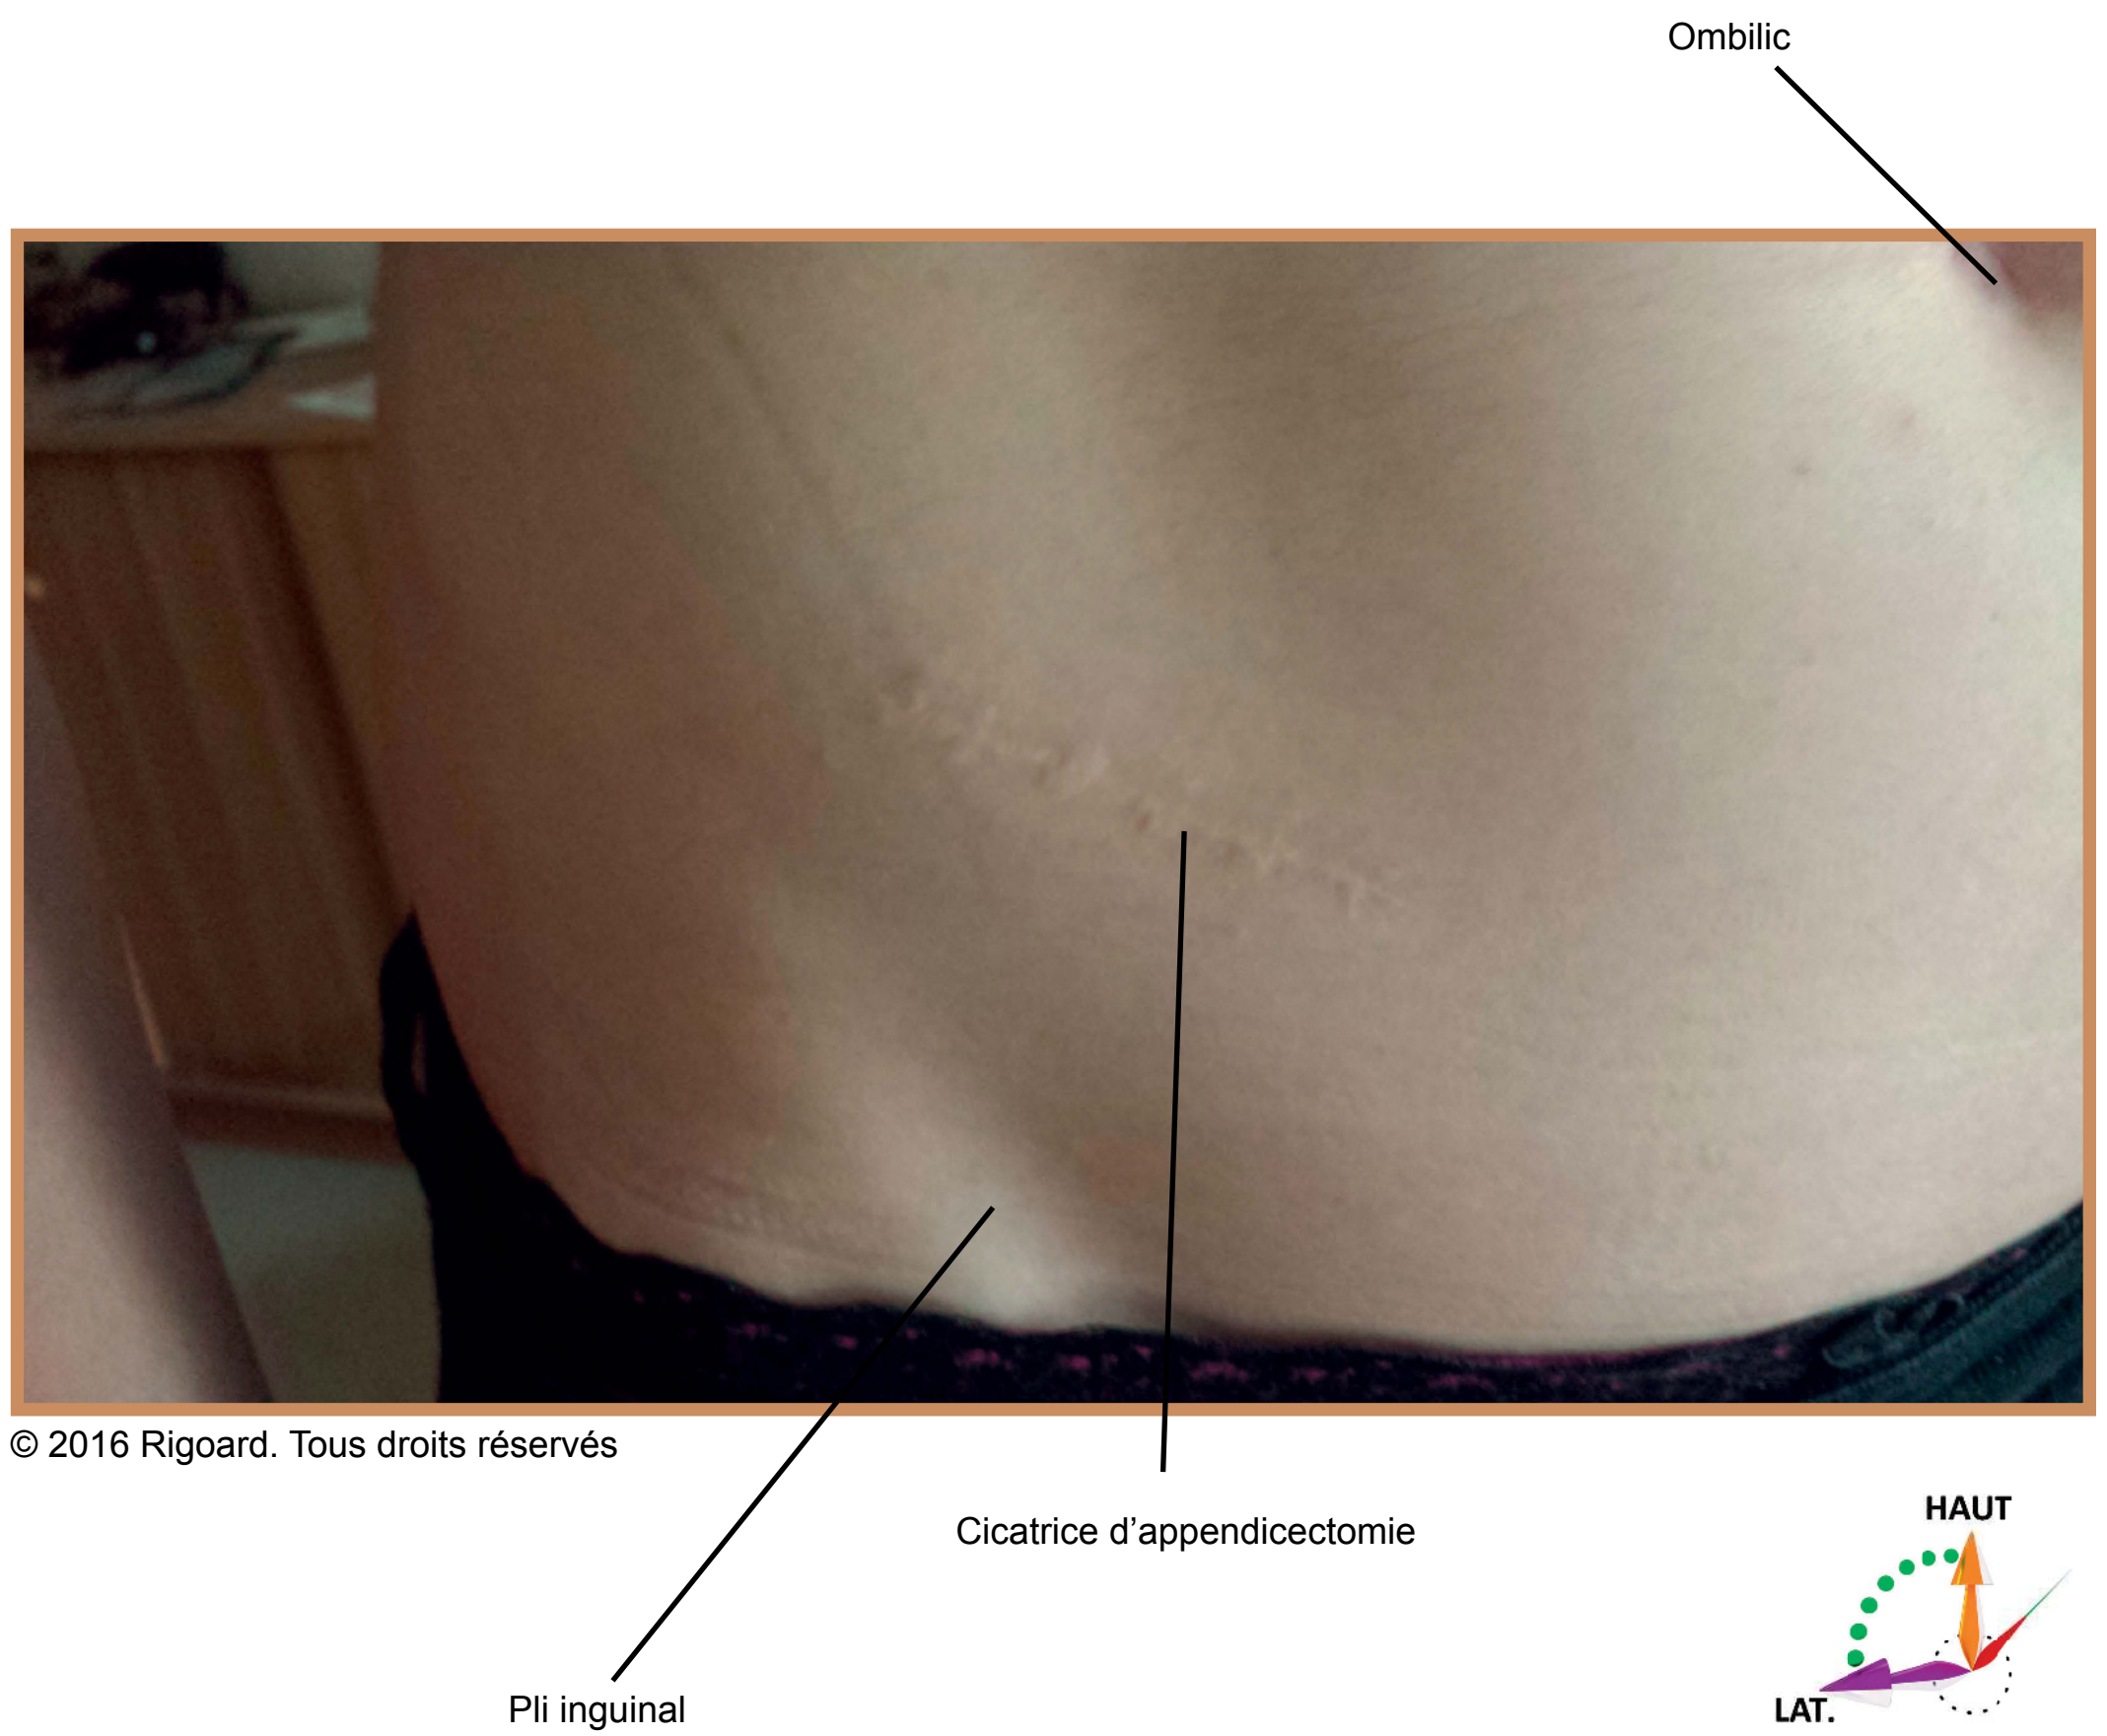 Ombilic
© 2016 Rigoard. Tous droits réservés
Cicatrice d’appendicectomie
HAUT
LAT.
Pli inguinal